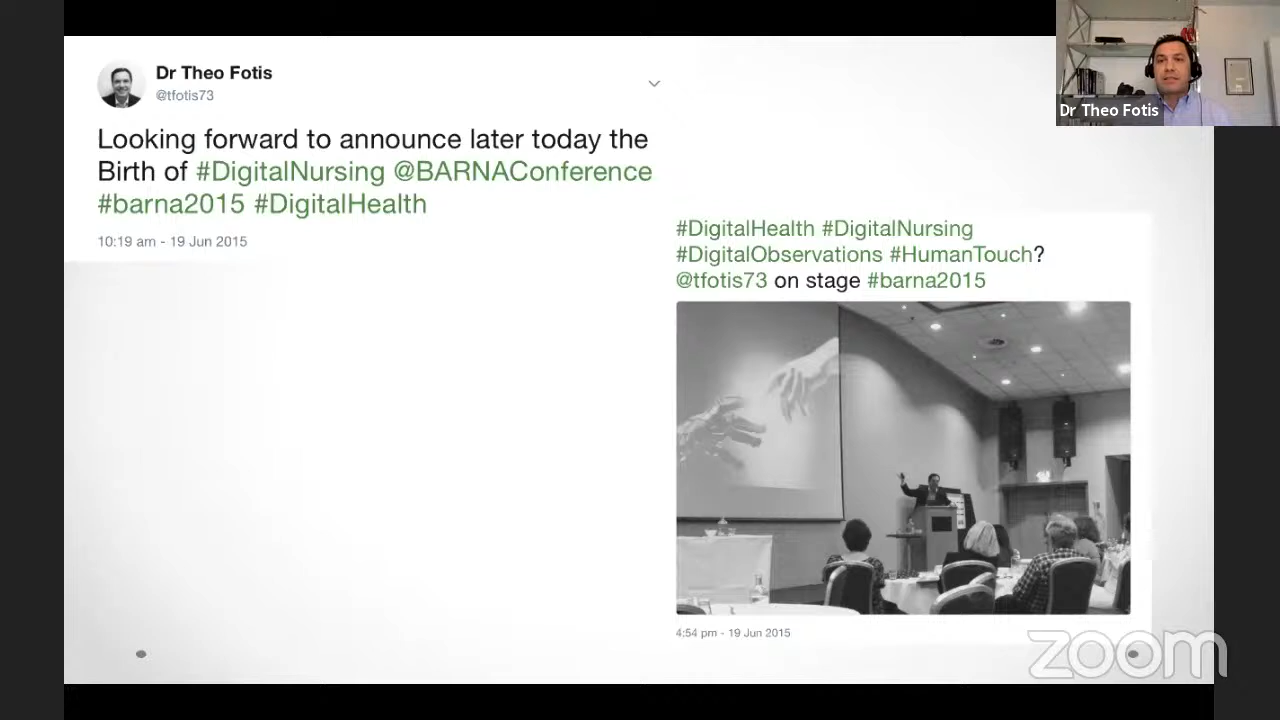 Dr Theo Fotis
@tfotis73
Looking forward to announce later today the
Birth of #DigitalNursing @BARNAConference
#barna2015 #DigitalHealth
10:19 am - 19 Jun 2015
#DigitalHealth #DigitalNursing
#DigitalObservations #HumanTouch?
@tfotis73 on stage #barna2015
4:54 pm - 19 Jun 2015
Dr Theo Fotis
zoom